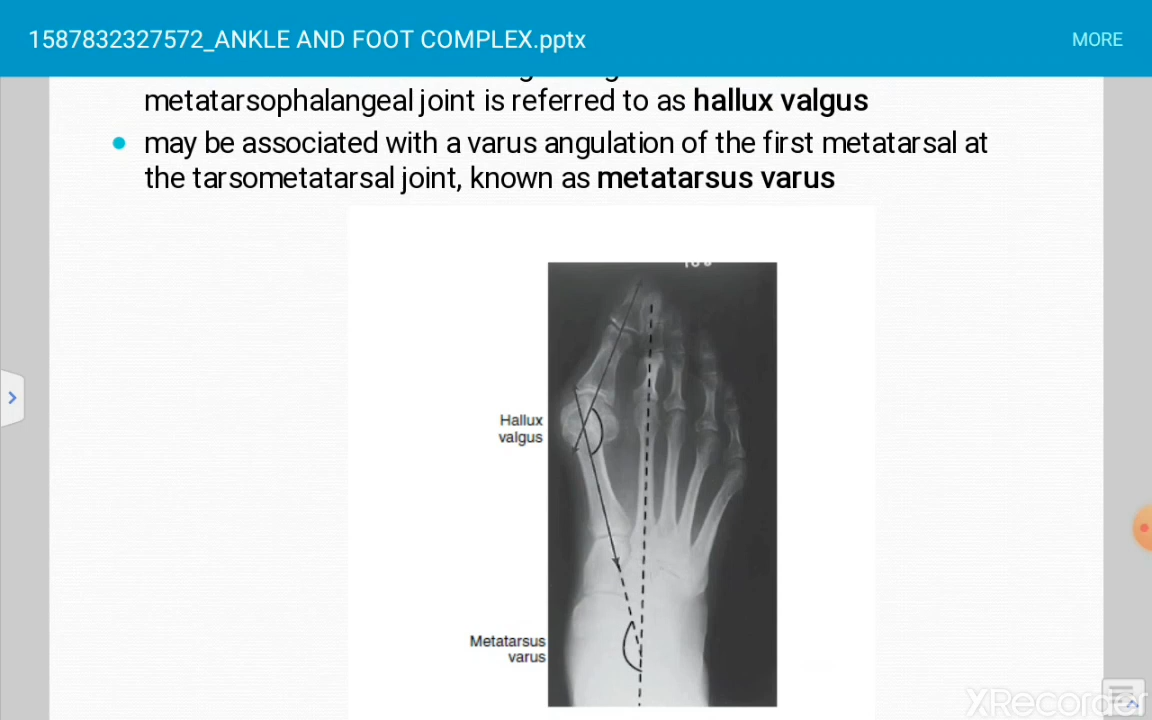 1587832327572_ANKLE AND FOOT COMPLEX.pptx
MORE
metatarsophalangeal joint is referred to as hallux valgus
may be associated with a varus angulation of the first metatarsal at
the tarsometatarsal joint, known as metatarsus varus
Hallux
valgus
Metatarsus
varus
XRecorder